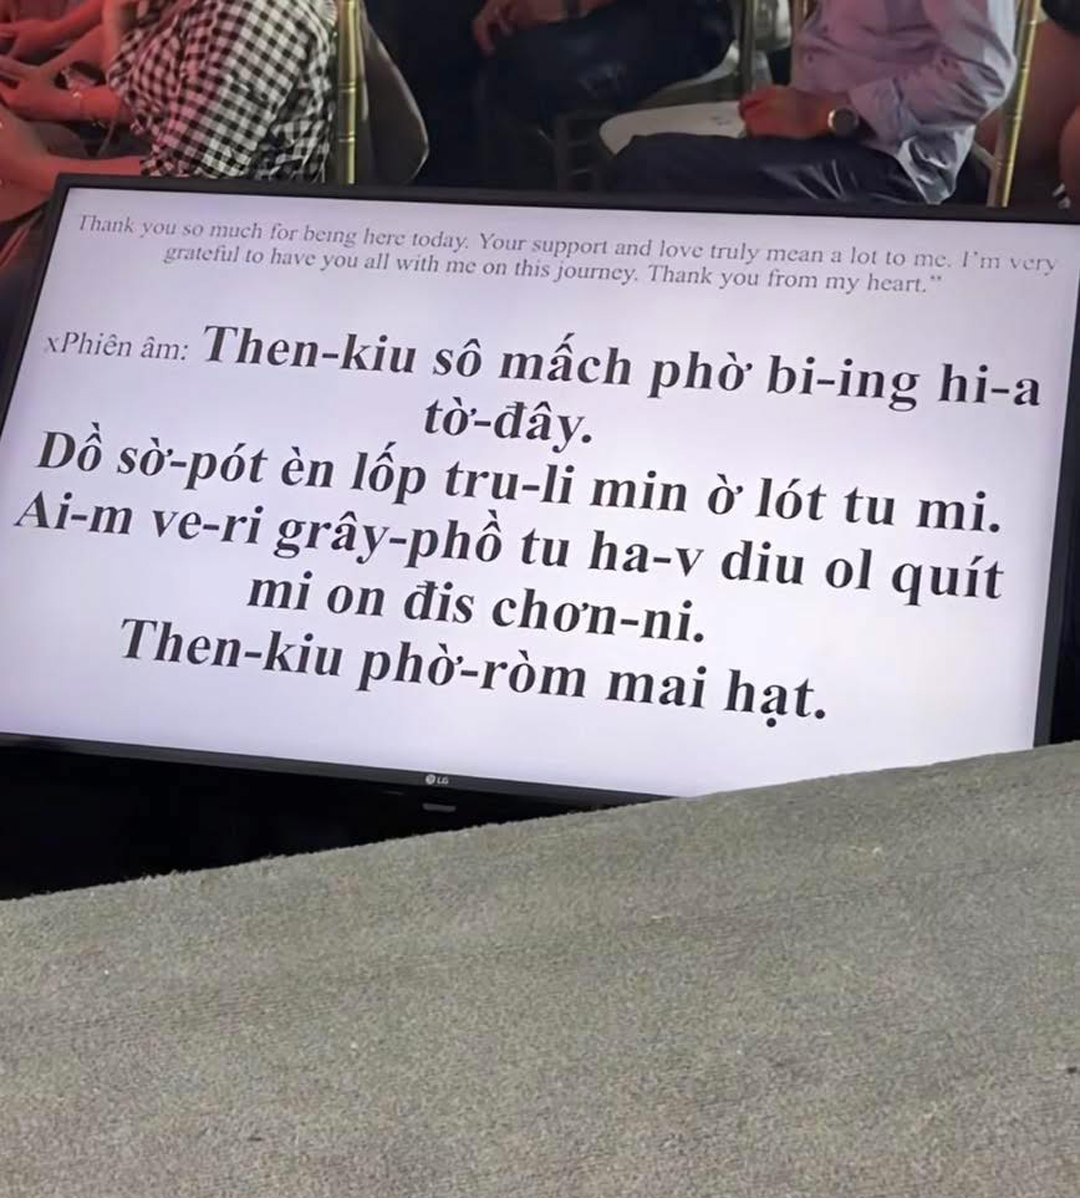 Thank you so much for being here today. Your support and love truly mean a lot to me. I'm very
grateful to have you all with me on this journey. Thank you from my heart."
xPhiên âm: Then-kiu sô mấch phờ bi-ing hi-a
tờ-đây.
Dồ sờ-pót èn lốp tru-li min ờ lót tu mi.
Ai-m ve-ri grây-phồ tu ha-v diu ol quít
mi on đis chơn-ni.
Then-kiu phờ-ròm mai hạt.
LG